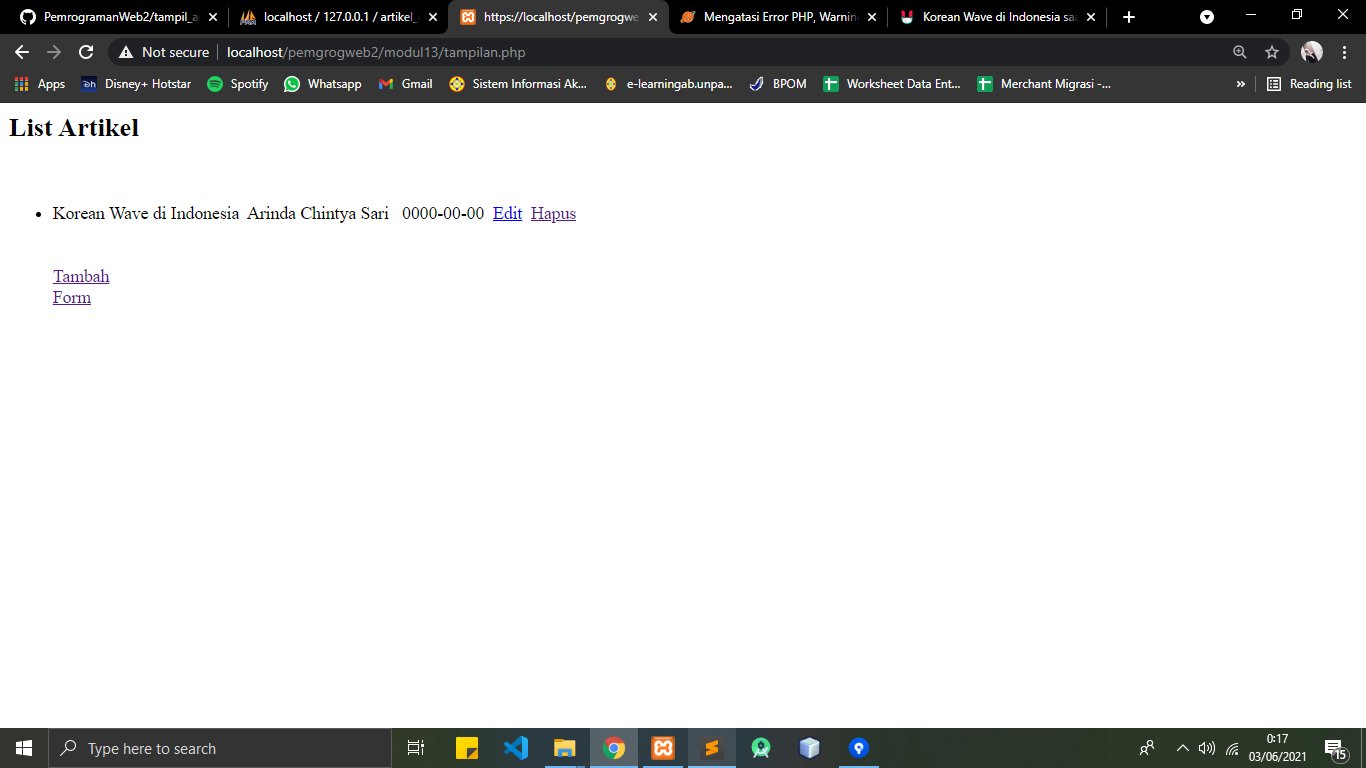 PemrogramanWeb2/tampil_a
localhost / 127.0.0.1 / artikel_
https://localhost/pemgrogwe
Mengatasi Error PHP, Warnin
Korean Wave di Indonesia sa
Not secure localhost/pemgrogweb2/modul13/tampilan.php
Apps Disney+ Hotstar Spotify Whatsapp Gmail Sistem Informasi Ak... e-learningab.unpa... BPOM Worksheet Data Ent... Merchant Migrasi -... » Reading list
List Artikel
• Korean Wave di Indonesia Arinda Chintya Sari 0000-00-00 Edit Hapus
Tambah
Form
Type here to search
0:17
03/06/2021
15